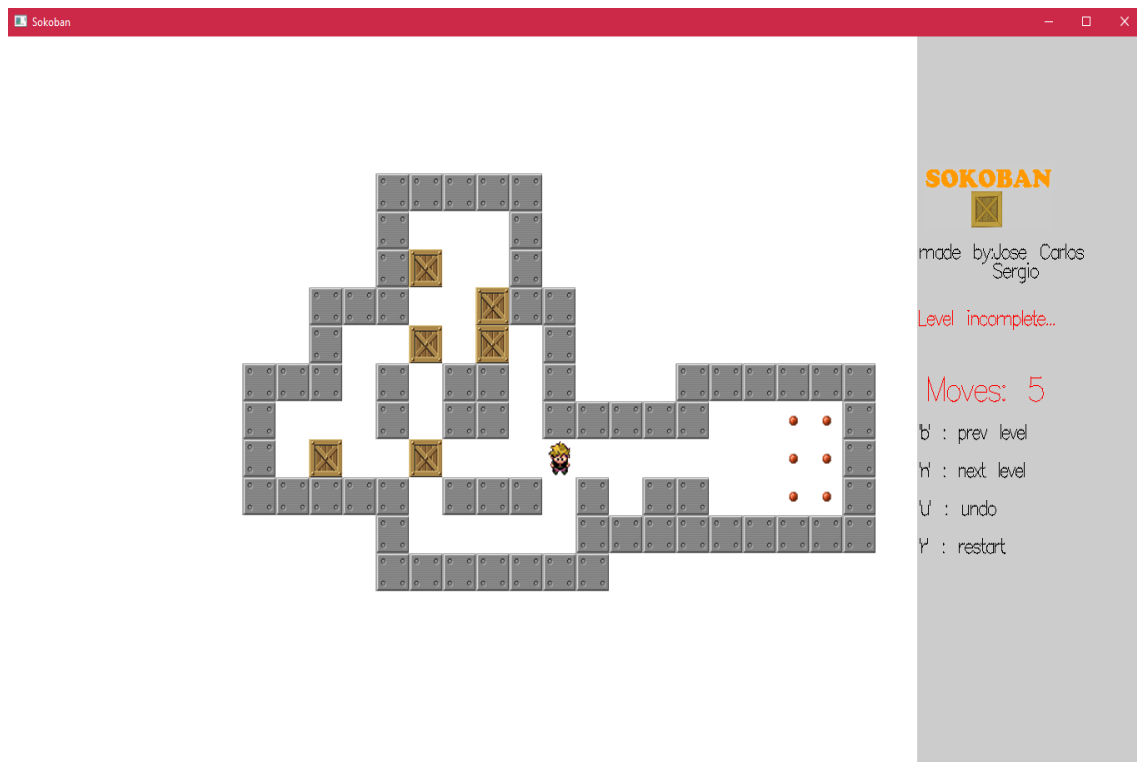 Sokoban
SOKOBAN
made by:Jose Carlos
Sergio
Level incomplete...
Moves: 5
'b' : prev level
'n' : next level
'u' : undo
'r' : restart